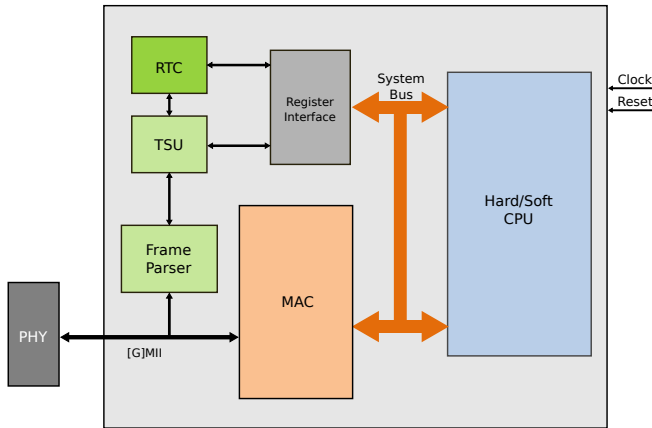 RTC
Register
Interface
System
Bus
Clock
Reset
TSU
Hard/Soft
CPU
Frame
Parser
MAC
PHY
[G]MII